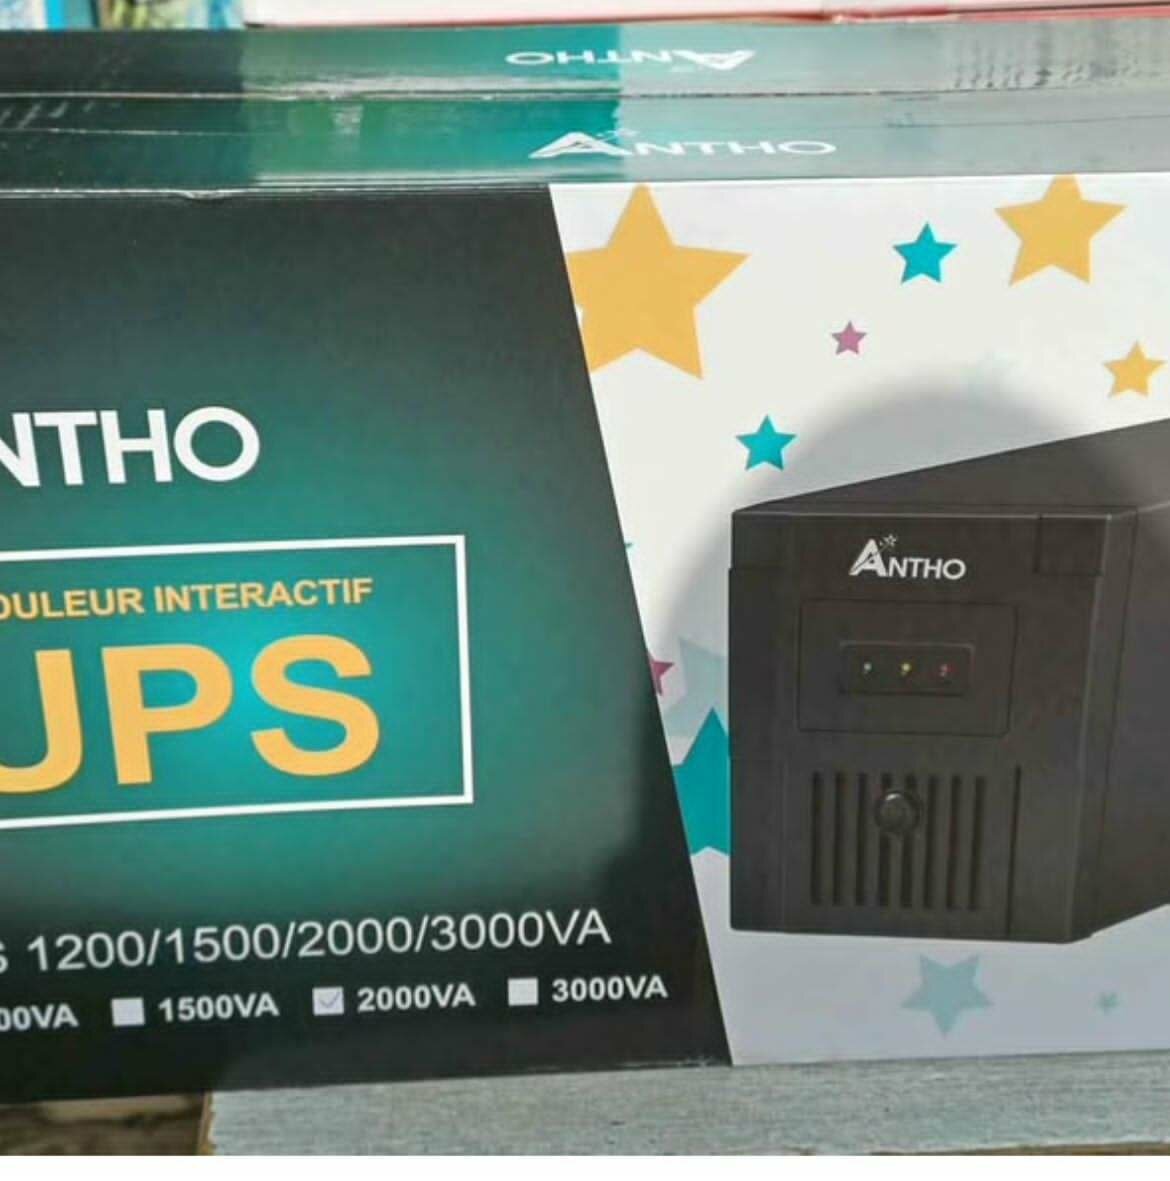 ANTHO
ANTHO
NTHO
OULEUR INTERACTIF
UPS
S 1200/1500/2000/3000VA
00VA 1500VA 2000VA 3000VA
ANTHO